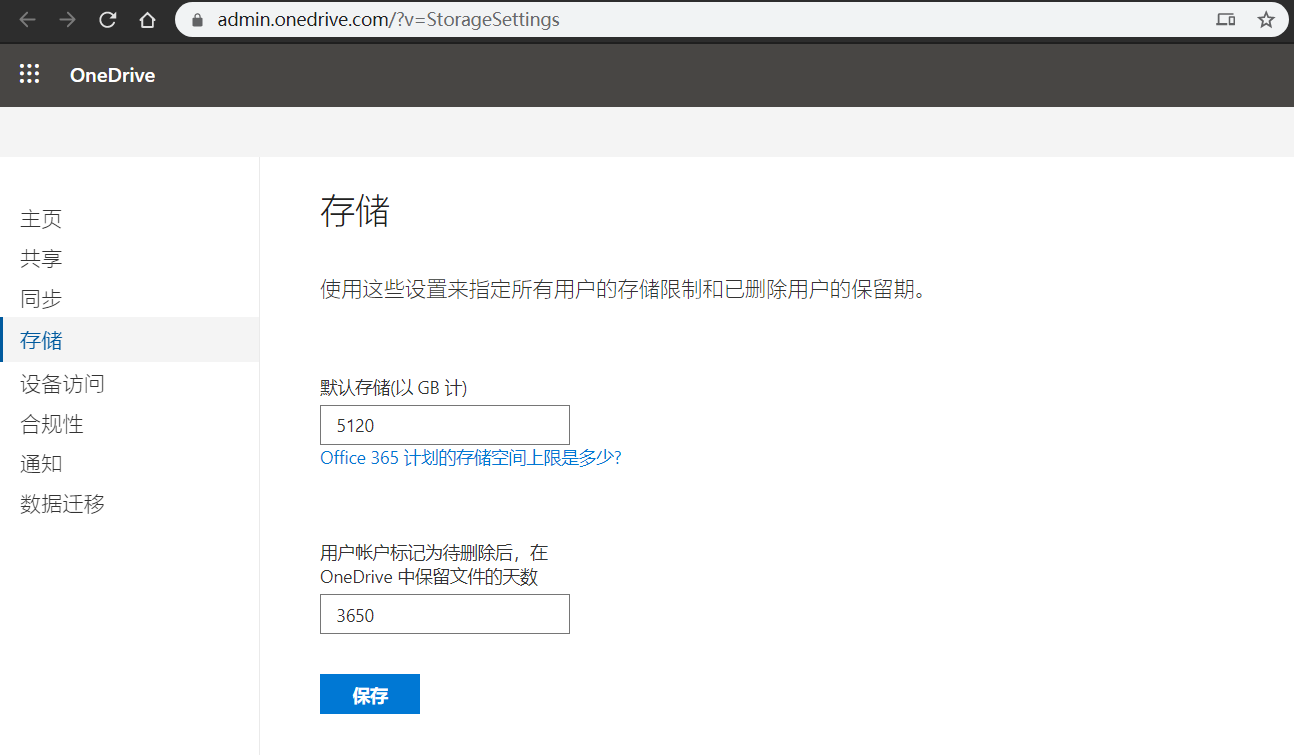 admin.onedrive.com/?v=StorageSettings
OneDrive
主页
共享
同步
存储
设备访问
合规性
通知
数据迁移
存储
使用这些设置来指定所有用户的存储限制和已删除用户的保留期。
默认存储(以 GB 计)
5120
Office 365 计划的存储空间上限是多少?
用户帐户标记为待删除后，在
OneDrive 中保留文件的天数
3650
保存